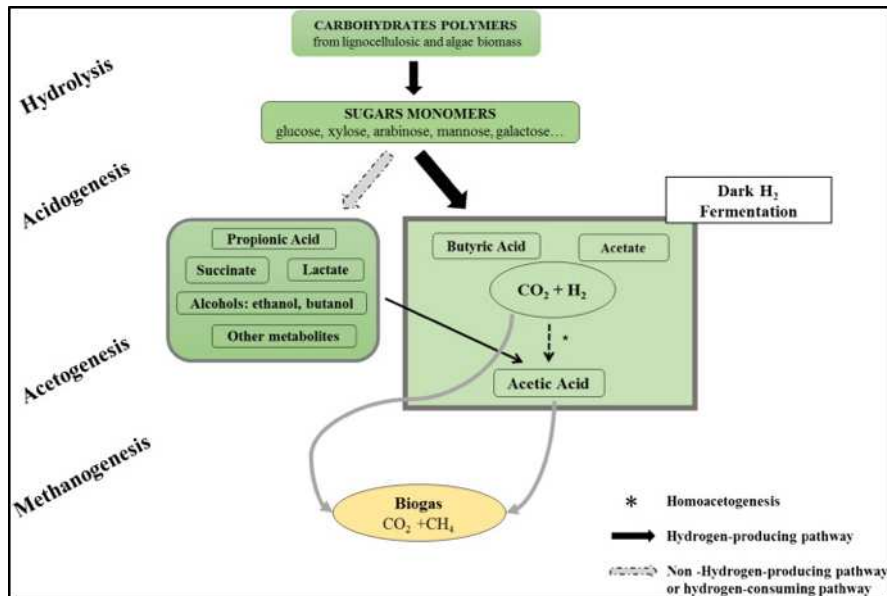 CARBOHYDRATES POLYMERS
from lignocellulosic and algae biomass
Hydrolysis
SUGARS MONOMERS
glucose, xylose, arabinose, mannose, galactose…
Acidogenesis
Dark H₂
Fermentation
Propionic Acid
Succinate
Lactate
Alcohols: ethanol, butanol
Other metabolites
Butyric Acid
Acetate
CO₂ + H₂
*
Acetic Acid
Acetogenesis
Methanogenesis
Biogas
CO₂ +CH₄
* Homoacetogenesis
Hydrogen-producing pathway
Non -Hydrogen-producing pathway
or hydrogen-consuming pathway